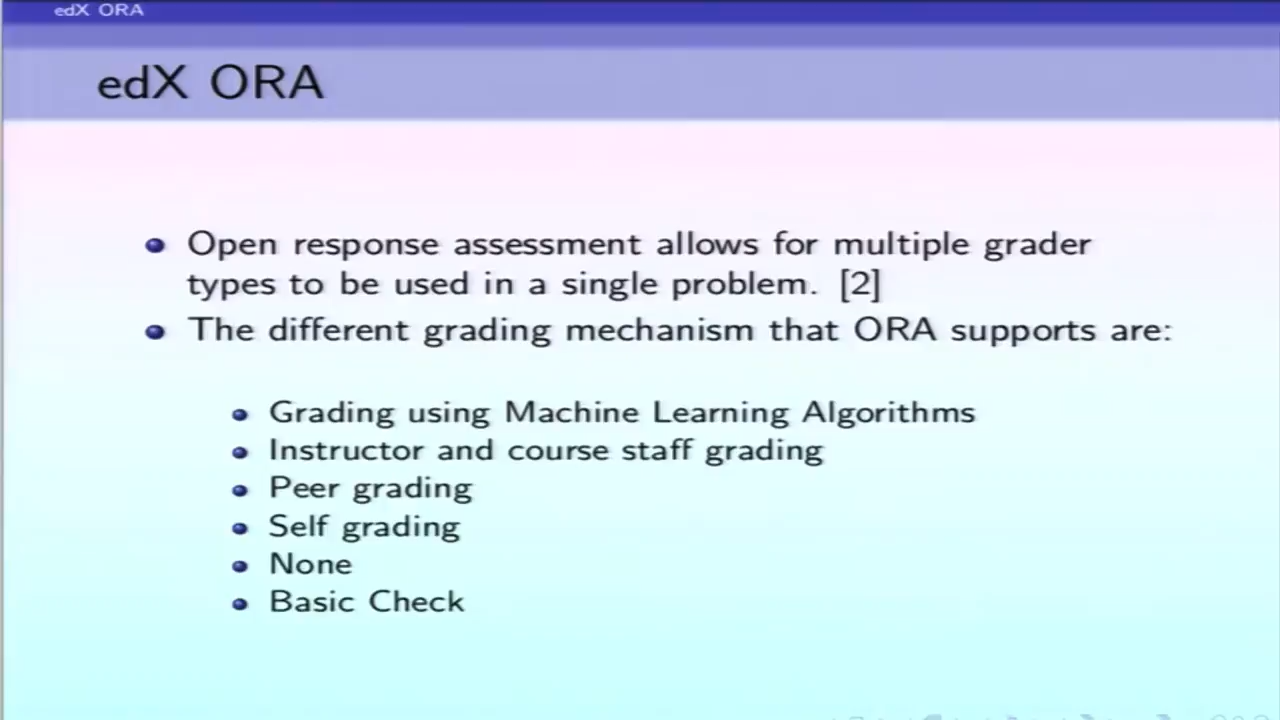 edX ORA
edX ORA
Open response assessment allows for multiple grader
types to be used in a single problem. [2]
The different grading mechanism that ORA supports are:
Grading using Machine Learning Algorithms
Instructor and course staff grading
Peer grading
Self grading
None
Basic Check